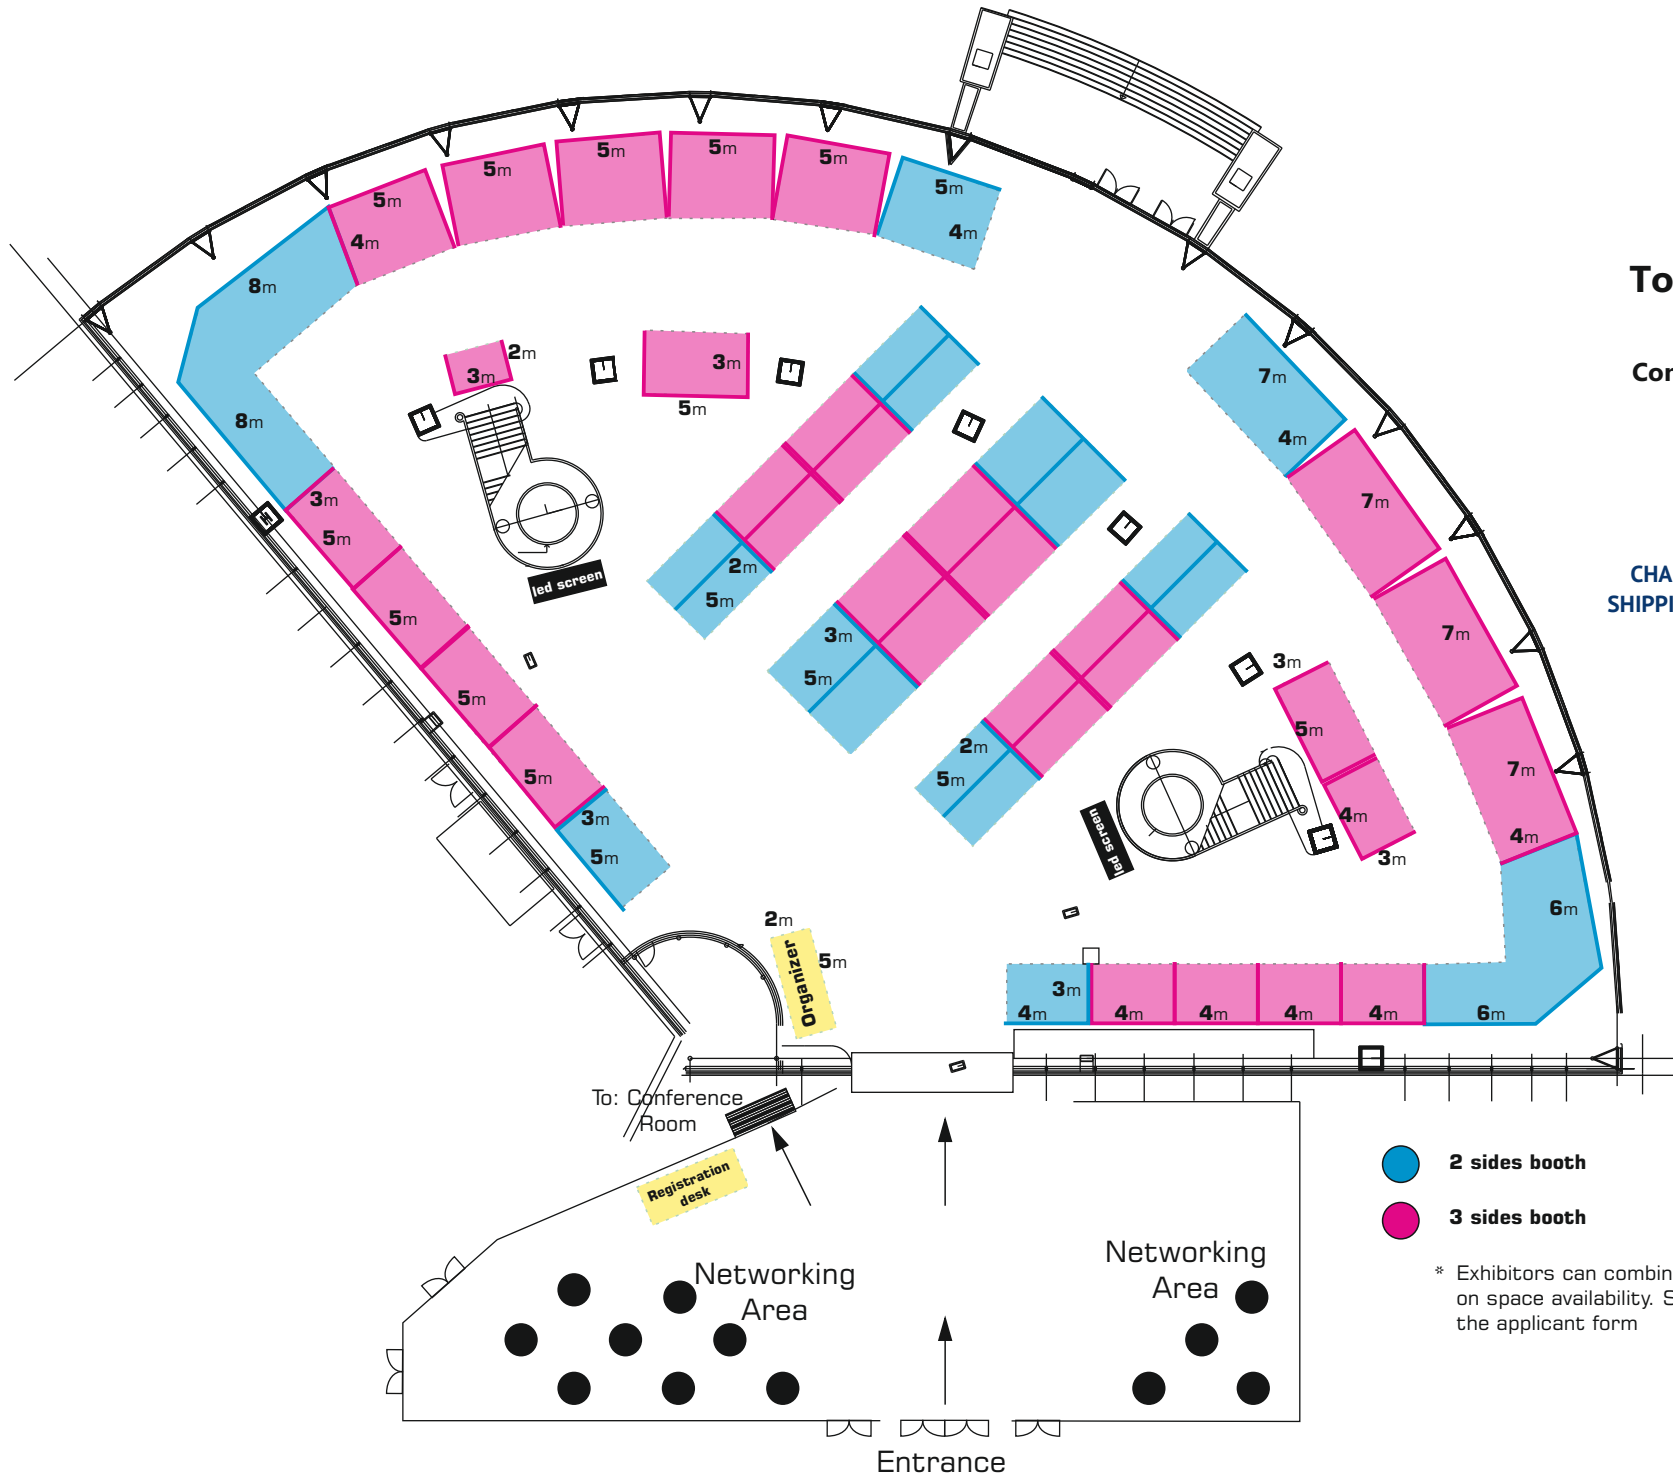 5m
5m
5m
5m
5m
5m
4m
8m
5m
4m
2m
3m
3m
5m
8m
3m
5m
5m
5m
5m
3m
5m
led screen
2m
5m
3m
5m
2m
5m
7m
4m
7m
7m
7m
4m
3m
5m
4m
3m
led screen
6m
2m
5m
Organizer
3m
4m
4m
4m
4m
4m
6m
To
Cor
CHA
SHIPP
To: Conference
Room
Registration
desk
Networking
Area
Networking
Area
Entrance
2 sides booth
3 sides booth
* Exhibitors can combin
on space availability. S
the applicant form